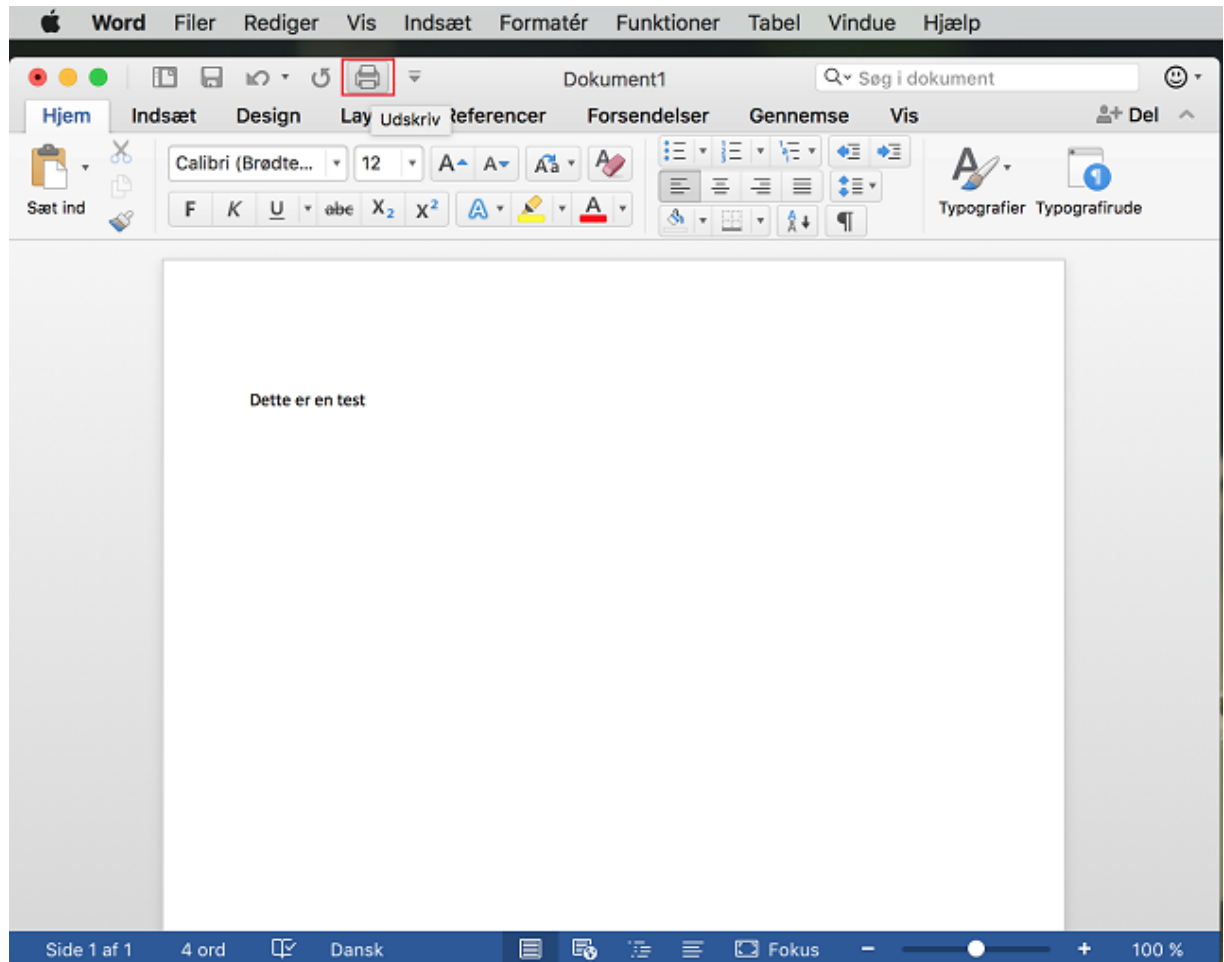 Word Filer Rediger Vis Indsæt Formatér Funktioner Tabel Vindue Hjælp
Dokument1 Søg i dokument
Hjem Indsæt Design Lay Udskriv Referencer Forsendelser Gennemse Vis Del
Calibri (Brødte... 12 A A Aa A
Sæt ind F K U abc X2 X² A A Typografier Typografirude
Dette er en test
Side 1 af 1 4 ord Dansk Fokus 100 %